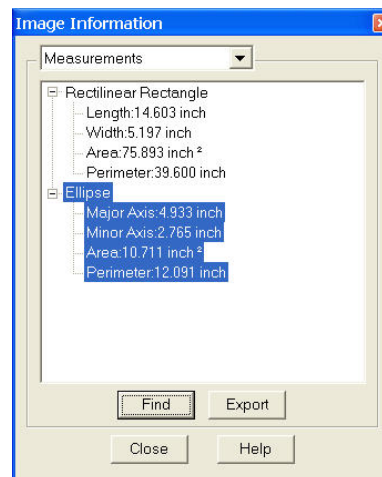 Image Information
Measurements
Rectilinear Rectangle
Length:14.603 inch
Width:5.197 inch
Area:75.893 inch ²
Perimeter:39.600 inch
Ellipse
Major Axis:4.933 inch
Minor Axis:2.765 inch
Area:10.711 inch ²
Perimeter:12.091 inch
Find Export
Close Help